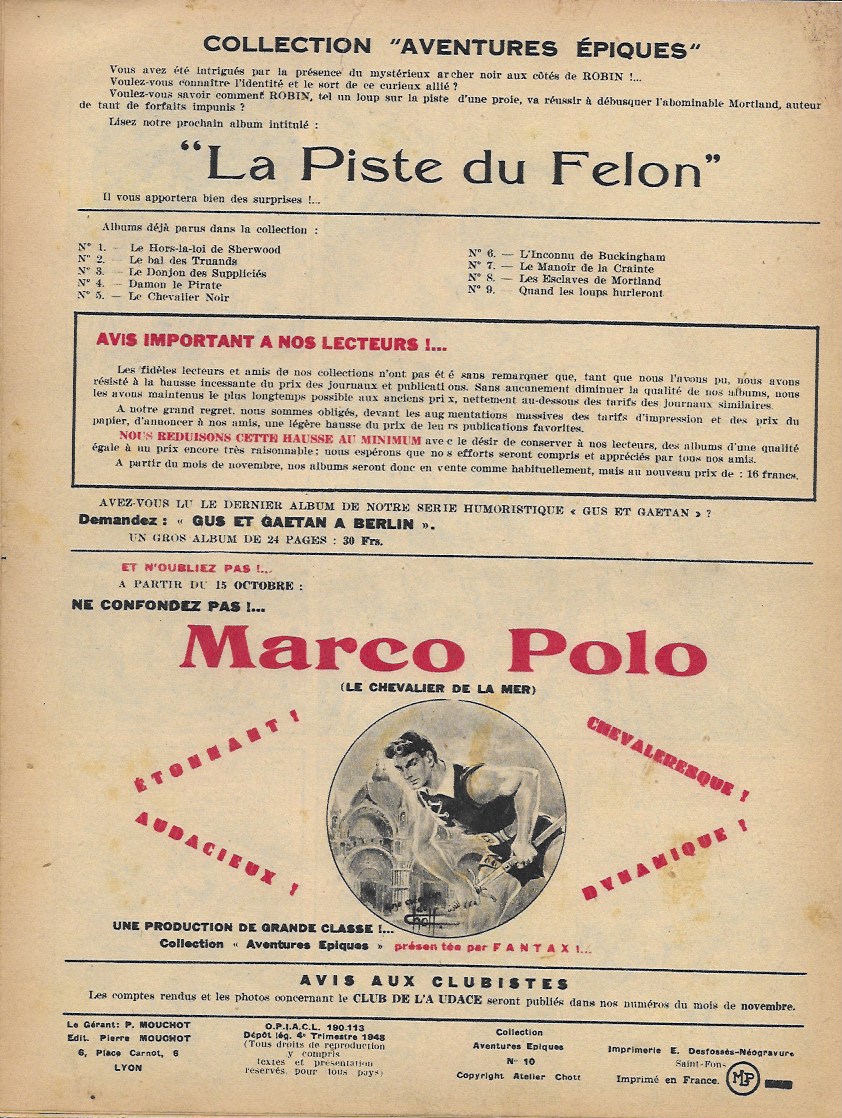 COLLECTION "AVENTURES ÉPIQUES"
Vous avez été intrigués par la présence du mystérieux archer noir aux côtés de ROBIN !...
Voulez-vous connaître l'identité et le sort de ce curieux allié ?
Voulez-vous savoir comment ROBIN, tel un loup sur la piste d'une proie, va réussir à débusquer l'abominable Mortland, auteur
de tant de forfaits impunis ?
Lisez notre prochain album intitulé :
"La Piste du Felon"
Il vous apportera bien des surprises !...
Albums déjà parus dans la collection :
N° 1. — Le Hors-la-loi de Sherwood
N° 2. — Le bal des Truands
N° 3. — Le Donjon des Suppliciés
N° 4. — Damon le Pirate
N° 5. — Le Chevalier Noir
N° 6. — L'Inconnu de Buckingham
N° 7. — Le Manoir de la Crainte
N° 8. — Les Esclaves de Mortland
N° 9. — Quand les loups hurleront
AVIS IMPORTANT A NOS LECTEURS !...
Les fidèles lecteurs et amis de nos collections n'ont pas été sans remarquer que, tant que nous l'avons pu, nous avons
résisté à la hausse incessante du prix des journaux et publications. Sans aucunement diminuer la qualité de nos albums, nous
les avons maintenus le plus longtemps possible aux anciens prix, nettement au-dessous des tarifs des journaux similaires.
A notre grand regret, nous sommes obligés, devant les augmentations massives des tarifs d'impression et des prix du
papier, d'annoncer à nos amis, une légère hausse du prix de leurs publications favorites.
NOUS REDUISONS CETTE HAUSSE AU MINIMUM avec le désir de conserver à nos lecteurs, des albums d'une qualité
égale à un prix encore très raisonnable; nous espérons que nos efforts seront compris et appréciés par tous nos amis.
A partir du mois de novembre, nos albums seront donc en vente comme habituellement, mais au nouveau prix de : 16 francs.
AVEZ-VOUS LU LE DERNIER ALBUM DE NOTRE SERIE HUMORISTIQUE « GUS ET GAETAN » ?
Demandez : « GUS ET GAETAN A BERLIN ».
UN GROS ALBUM DE 24 PAGES : 30 Frs.
ET N'OUBLIEZ PAS !...
A PARTIR DU 15 OCTOBRE :
NE CONFONDEZ PAS !...
Marco Polo
(LE CHEVALIER DE LA MER)
ÉTONNANT !
CHEVALERESQUE !
AUDACIEUX !
DYNAMIQUE !
Chott
UNE PRODUCTION DE GRANDE CLASSE !...
Collection « Aventures Epiques » présentée par FANTAX !...
AVIS AUX CLUBISTES
Les comptes rendus et les photos concernant le CLUB DE L'A UDACE seront publiés dans nos numéros du mois de novembre.
Le Gérant: P. MOUCHOT
Edit. Pierre MOUCHOT
6, Place Carnot, 6
LYON
O.P.I.A.C.L. 190.113
Dépôt lég. 4e Trimestre 1948
(Tous droits de reproduction
y compris
textes et présentation
réservés pour tous pays)
Collection
Aventures Epiques
N° 10
Copyright Atelier Chott
Imprimerie E. Desfossés-Néogravure
Saint-Fons
Imprimé en France.
MP